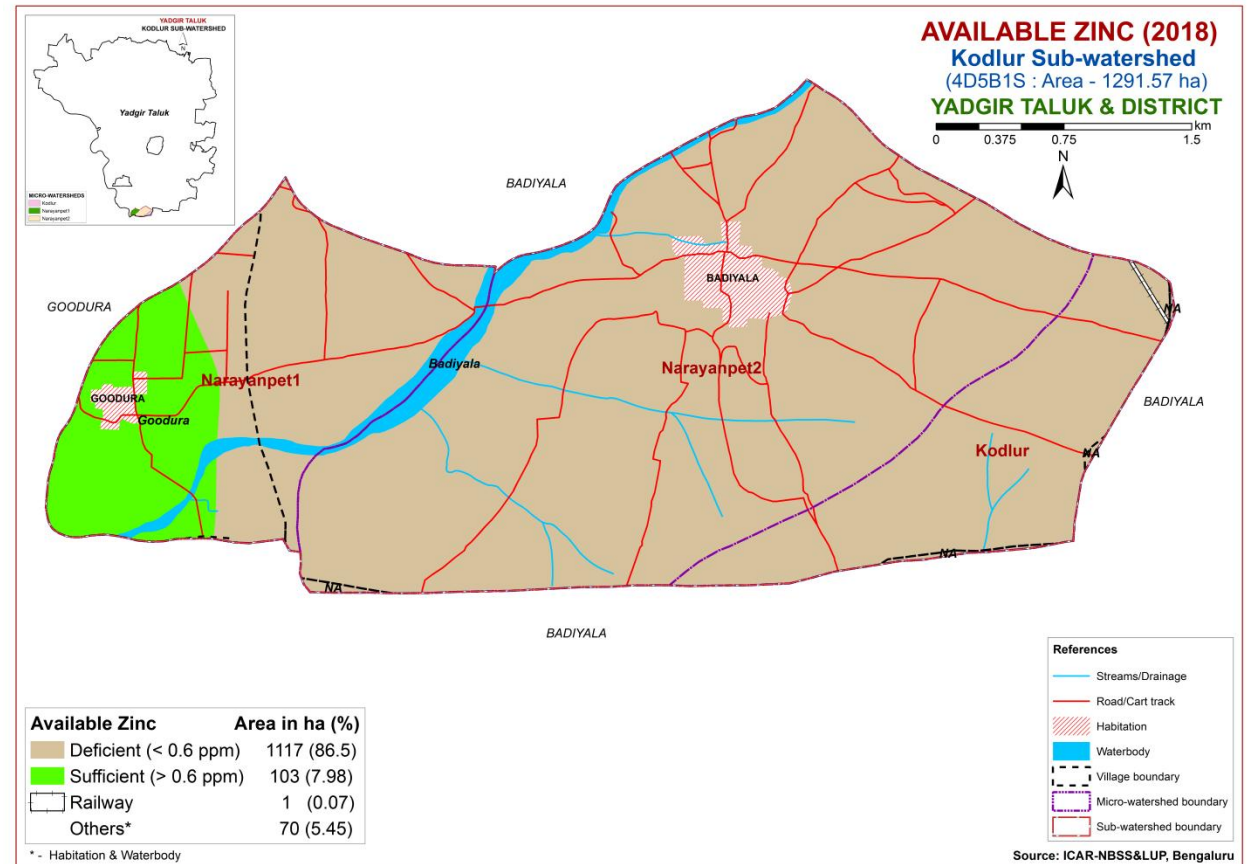 YADGIR TALUK
KODLUR SUB-WATERSHED
N
Yadgir Taluk
MICRO-WATERSHEDS
Kodlur
Narayanpet1
Narayanpet2
AVAILABLE ZINC (2018)
Kodlur Sub-watershed
(4D5B1S : Area - 1291.57 ha)
YADGIR TALUK & DISTRICT
km
0 0.375 0.75 1.5
N
BADIYALA
BADIYALA
GOODURA
NA
Badiyala
Narayanpet2
Narayanpet1
GOODURA
BADIYALA
Goodura
Kodlur
NA
NA
NA
BADIYALA
References
Streams/Drainage
Road/Cart track
Habitation
Waterbody
Village boundary
Micro-watershed boundary
Sub-watershed boundary
Available Zinc Area in ha (%)
Deficient (< 0.6 ppm) 1117 (86.5)
Sufficient (> 0.6 ppm) 103 (7.98)
Railway 1 (0.07)
Others* 70 (5.45)
* - Habitation & Waterbody
Source: ICAR-NBSS&LUP, Bengaluru